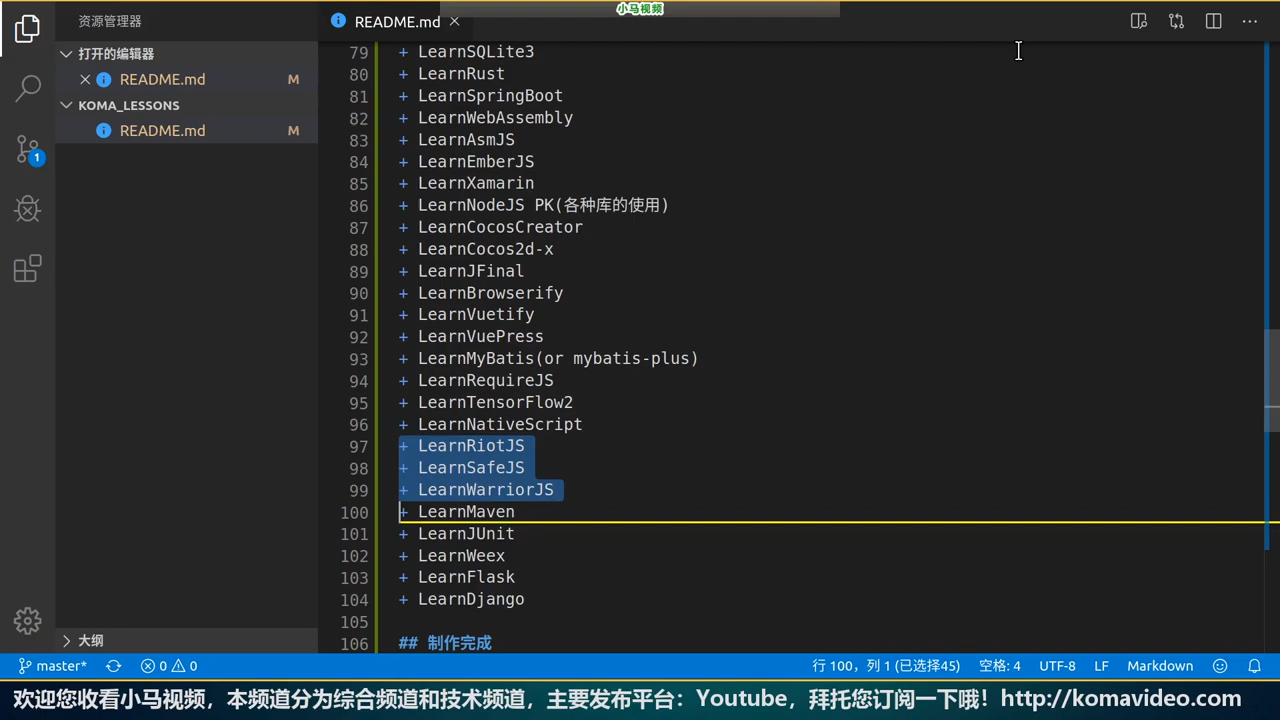 小马视频
资源管理器
README.md
打开的编辑器
README.md M
KOMA_LESSONS
README.md M
1
79 + LearnSQLite3
80 + LearnRust
81 + LearnSpringBoot
82 + LearnWebAssembly
83 + LearnAsmJS
84 + LearnEmberJS
85 + LearnXamarin
86 + LearnNodeJS PK(各种库的使用)
87 + LearnCocosCreator
88 + LearnCocos2d-x
89 + LearnJFinal
90 + LearnBrowserify
91 + LearnVuetify
92 + LearnVuePress
93 + LearnMyBatis(or mybatis-plus)
94 + LearnRequireJS
95 + LearnTensorFlow2
96 + LearnNativeScript
97 + LearnRiotJS
98 + LearnSafeJS
99 + LearnWarriorJS
100 + LearnMaven
101 + LearnJUnit
102 + LearnWeex
103 + LearnFlask
104 + LearnDjango
105
106 ## 制作完成
大纲
master* 0 0 行 100，列 1 (已选择45) 空格: 4 UTF-8 LF Markdown
欢迎您收看小马视频，本频道分为综合频道和技术频道，主要发布平台：Youtube，拜托您订阅一下哦！http://komavideo.com